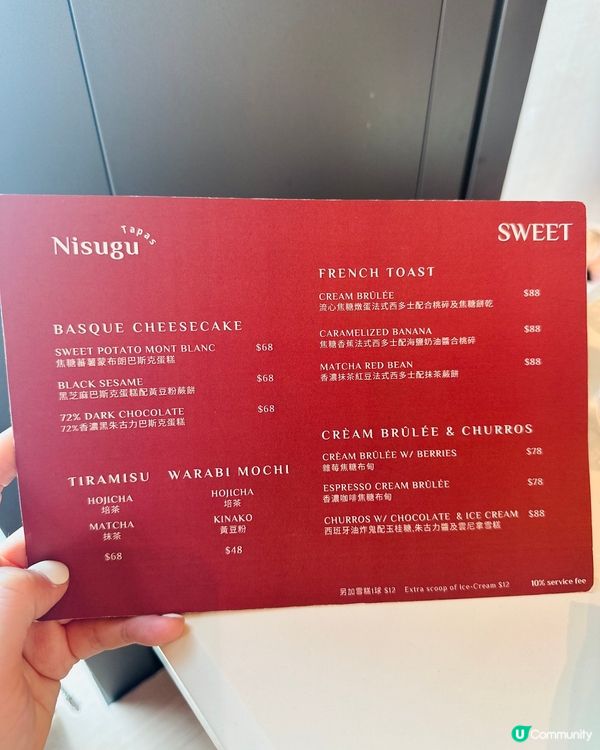 Nisugu Tapas
SWEET
BASQUE CHEESECAKE
SWEET POTATO MONT BLANC $68
焦糖蕃薯蒙布朗巴斯克蛋糕
BLACK SESAME $68
黑芝麻巴斯克蛋糕配黃豆粉蕨餅
72% DARK CHOCOLATE $68
72%香濃黑朱古力巴斯克蛋糕
TIRAMISU
HOJICHA
培茶
MATCHA
抹茶
$68
WARABI MOCHI
HOJICHA
培茶
KINAKO
黃豆粉
$48
FRENCH TOAST
CREAM BRÛLÉE $88
流心焦糖燉蛋法式西多士配合桃碎及焦糖餅乾
CARAMELIZED BANANA $88
焦糖香蕉法式西多士配海鹽奶油醬合桃碎
MATCHA RED BEAN $88
香濃抹茶紅豆法式西多士配抹茶蕨餅
CRÈAM BRÛLÉE & CHURROS
CRÈAM BRÛLÉE W/ BERRIES $78
雜莓焦糖布甸
ESPRESSO CREAM BRÛLÉE $78
香濃咖啡焦糖布甸
CHURROS W/ CHOCOLATE & ICE CREAM $88
西班牙油炸鬼配玉桂糖,朱古力醬及雲尼拿雪糕
另加雪糕1球 $12 Extra scoop of ice-Cream $12
10% service fee
U Community